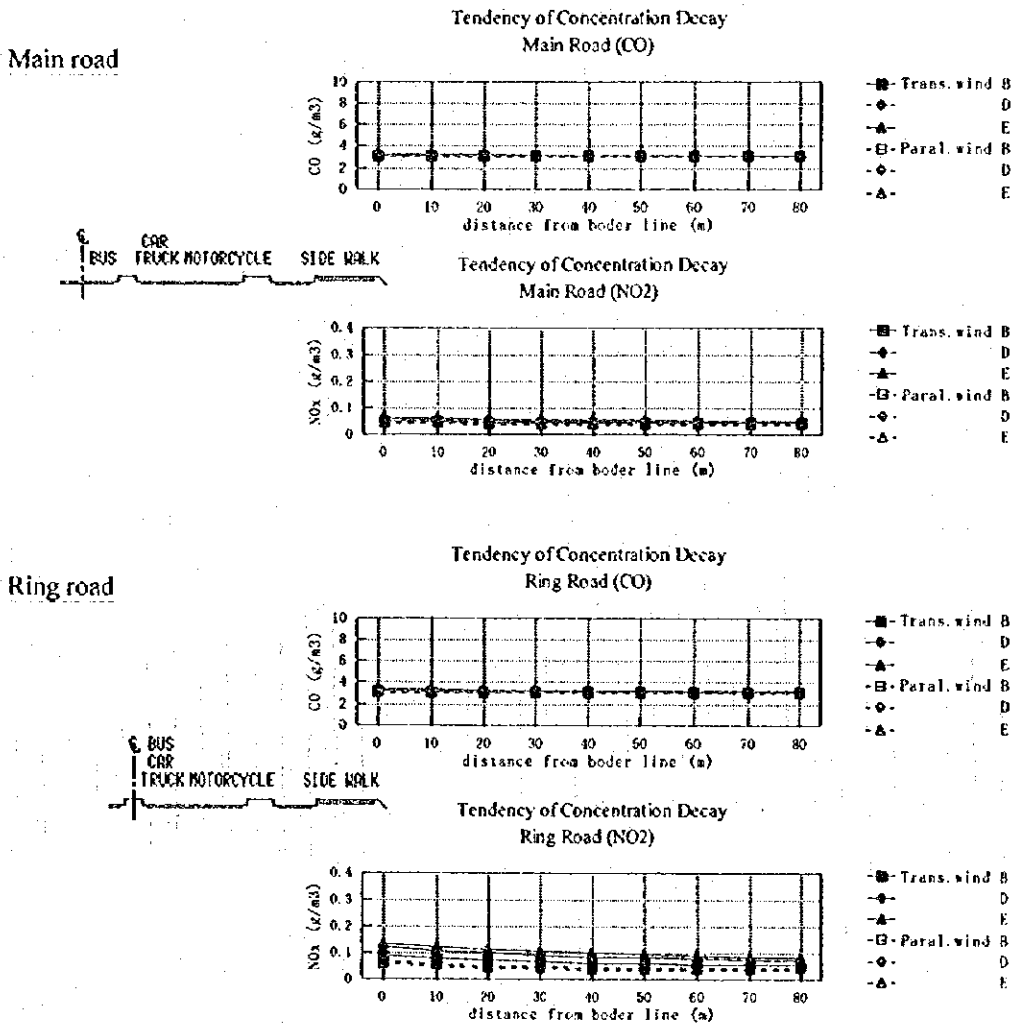 Main road
Tendency of Concentration Decay
Main Road (CO)
CO (g/m3)
10
8
6
4
2
0
0 10 20 30 40 50 60 70 80
distance from boder line (m)
Trans. wind B
D
E
Paral. wind B
D
E
BUS
CAR
TRUCK MOTORCYCLE SIDE WALK
Tendency of Concentration Decay
Main Road (NO2)
NOx (g/m3)
0.4
0.3
0.2
0.1
0
0 10 20 30 40 50 60 70 80
distance from boder line (m)
Trans. wind B
D
E
Paral. wind B
D
E
Ring road
Tendency of Concentration Decay
Ring Road (CO)
CO (g/m3)
10
8
6
4
2
0
0 10 20 30 40 50 60 70 80
distance from boder line (m)
Trans. wind B
D
E
Paral. wind B
D
E
BUS
CAR
TRUCK MOTORCYCLE SIDE WALK
Tendency of Concentration Decay
Ring Road (NO2)
NOx (g/m3)
0.4
0.3
0.2
0.1
0
0 10 20 30 40 50 60 70 80
distance from boder line (m)
Trans. wind B
D
E
Paral. wind B
D
E